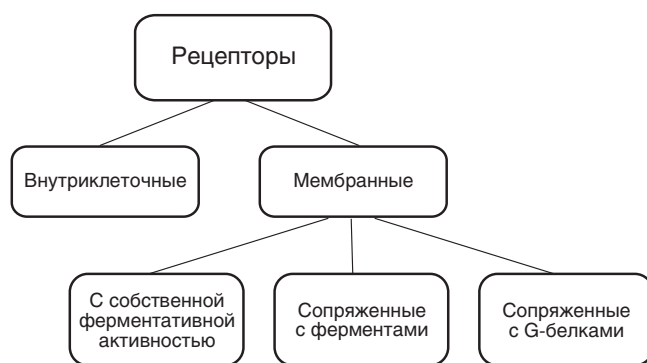 Рецепторы
Внутриклеточные
Мембранные
С собственной
ферментативной
активностью
Сопряженные
с ферментами
Сопряженные
с G-белками